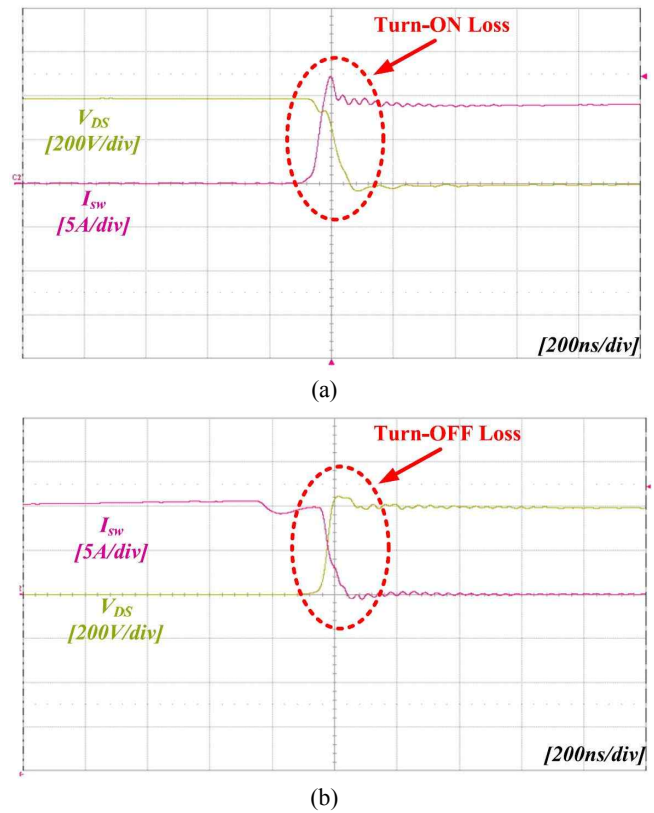 Turn-ON Loss
V_DS
[200V/div]
C2
I_sw
[5A/div]
[200ns/div]
(a)
Turn-OFF Loss
I_sw
[5A/div]
V_DS
[200V/div]
[200ns/div]
(b)